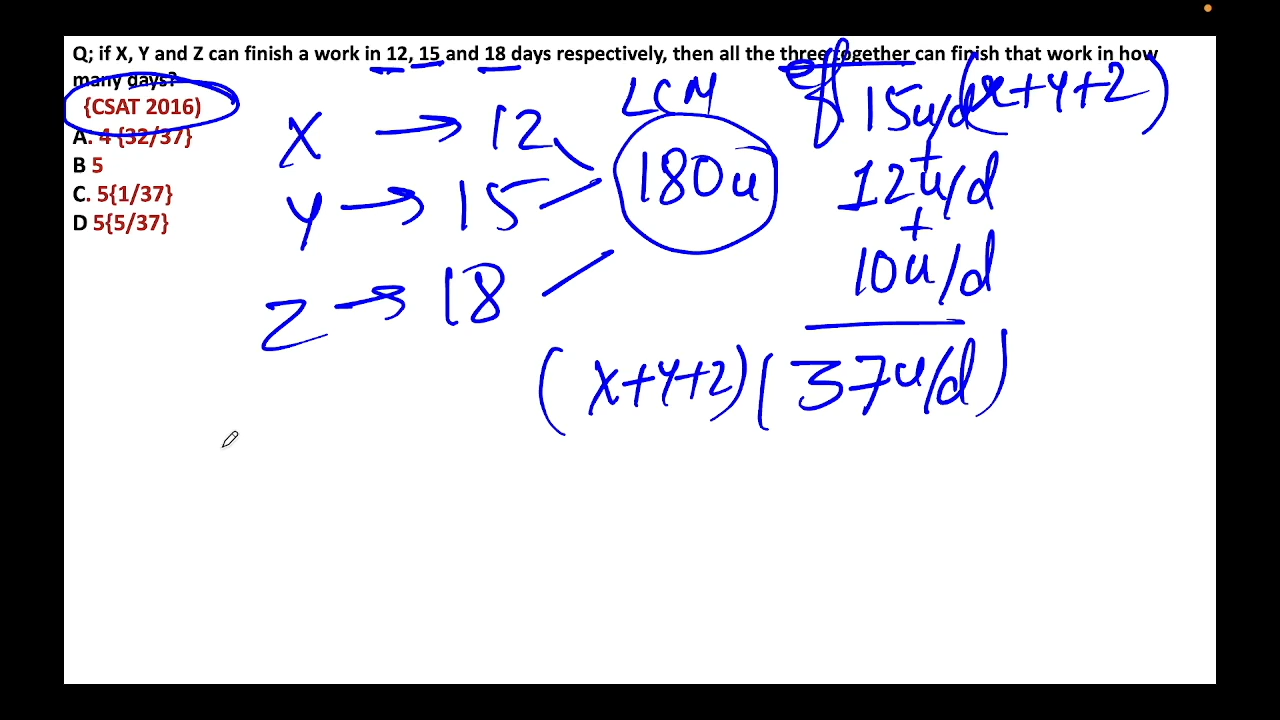 Q; if X, Y and Z can finish a work in 12, 15 and 18 days respectively, then all the three together can finish that work in how
many days?
{CSAT 2016)
A. 4 {32/37}
B 5
C. 5{1/37}
D 5{5/37}
LCM
ef
X → 12
180u
15u/d (x+y+z)
+
Y → 15
12u/d
+
Z → 18
10u/d
(x+y+z) (37u/d)